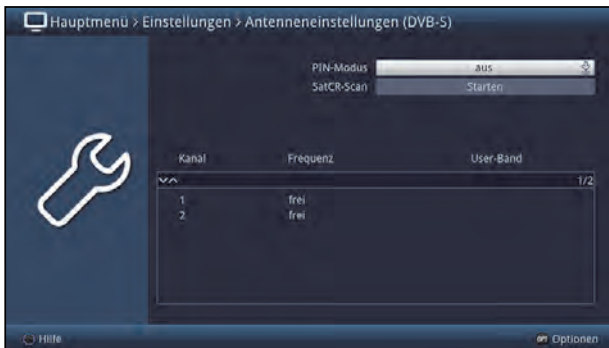 Hauptmenü > Einstellungen > Antenneneinstellungen (DVB-S)
PIN-Modus aus
SatCR-Scan Starten
Kanal Frequenz User-Band
1/2
1 frei
2 frei
Hilfe OPT Optionen